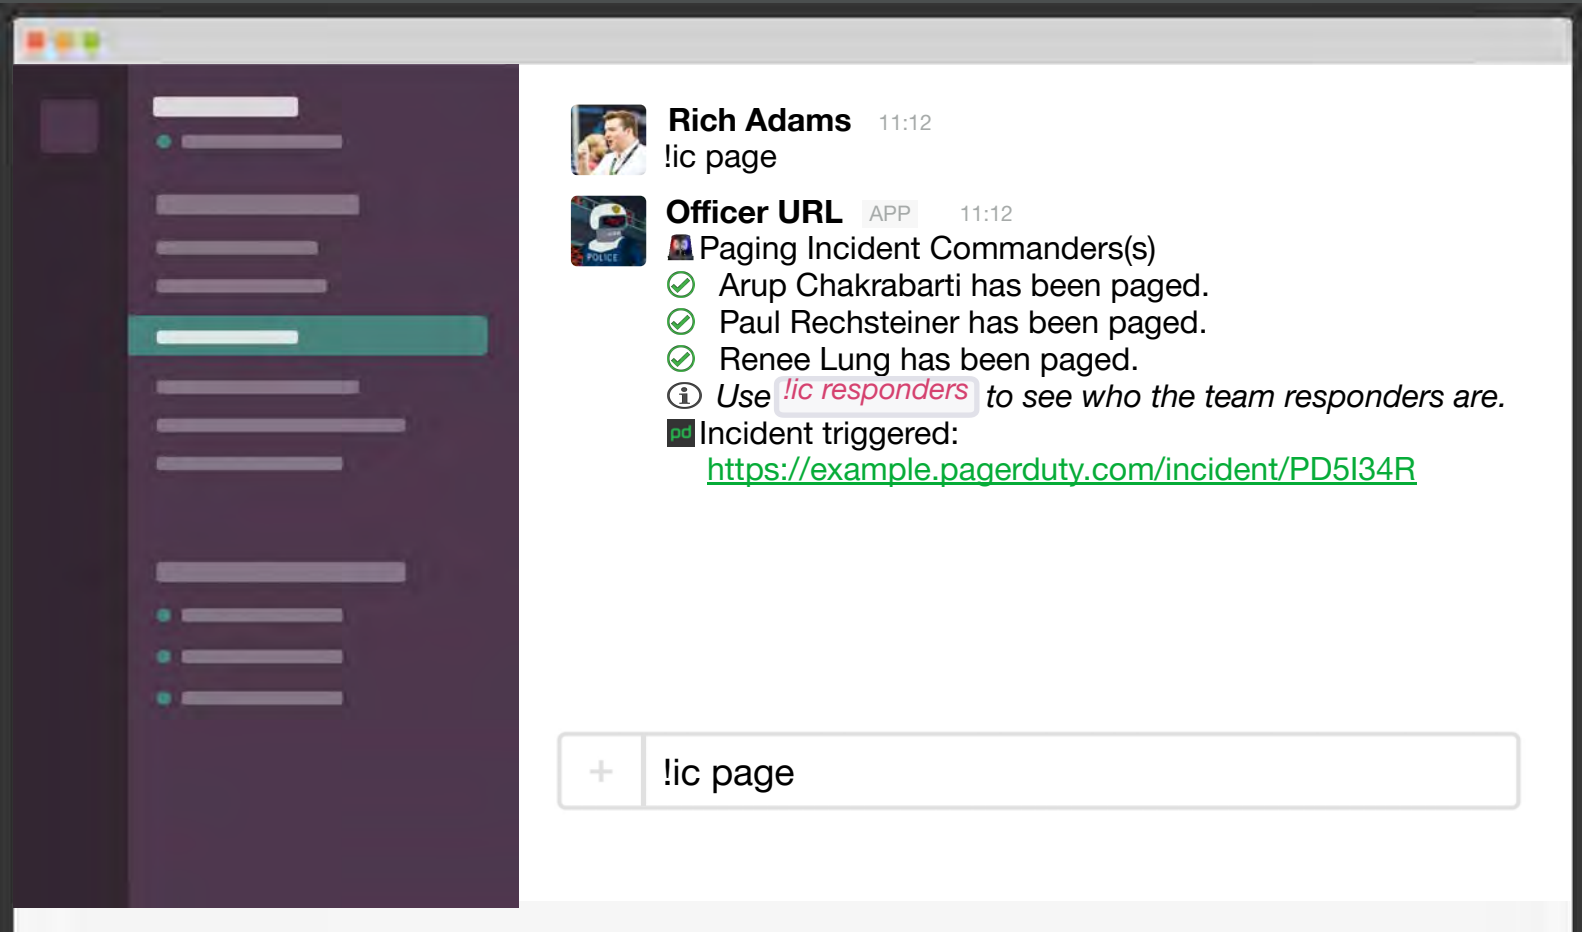 Rich Adams 11:12
!ic page
Officer URL APP 11:12
POLICE
Paging Incident Commanders(s)
Arup Chakrabarti has been paged.
Paul Rechsteiner has been paged.
Renee Lung has been paged.
Use !ic responders to see who the team responders are.
pd Incident triggered:
https://example.pagerduty.com/incident/PD5I34R
+ !ic page